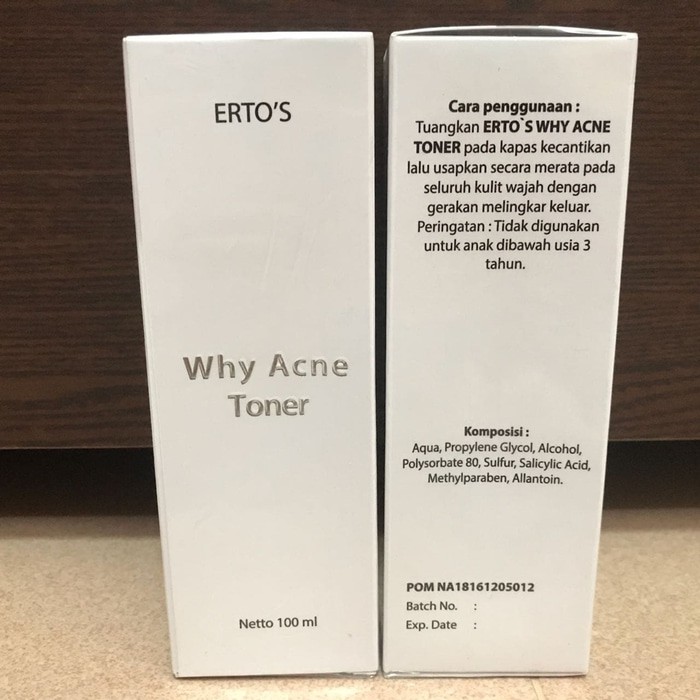 ERTO'S
Why Acne
Toner
Netto 100 ml
Cara penggunaan :
Tuangkan ERTO`S WHY ACNE
TONER pada kapas kecantikan
lalu usapkan secara merata pada
seluruh kulit wajah dengan
gerakan melingkar keluar.
Peringatan : Tidak digunakan
untuk anak dibawah usia 3
tahun.
Komposisi :
Aqua, Propylene Glycol, Alcohol,
Polysorbate 80, Sulfur, Salicylic Acid,
Methylparaben, Allantoin.
POM NA18161205012
Batch No. :
Exp. Date :